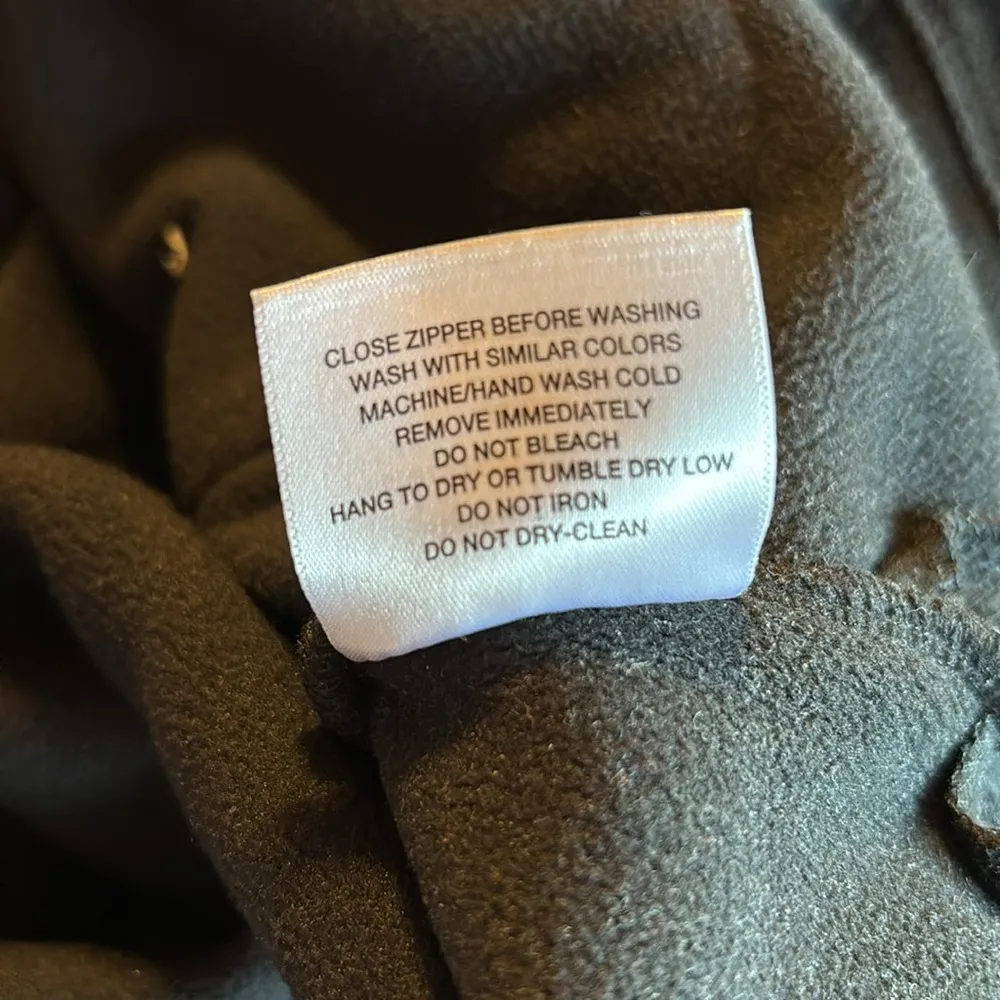 CLOSE ZIPPER BEFORE WASHING
WASH WITH SIMILAR COLORS
MACHINE/HAND WASH COLD
REMOVE IMMEDIATELY
DO NOT BLEACH
HANG TO DRY OR TUMBLE DRY LOW
DO NOT IRON
DO NOT DRY-CLEAN